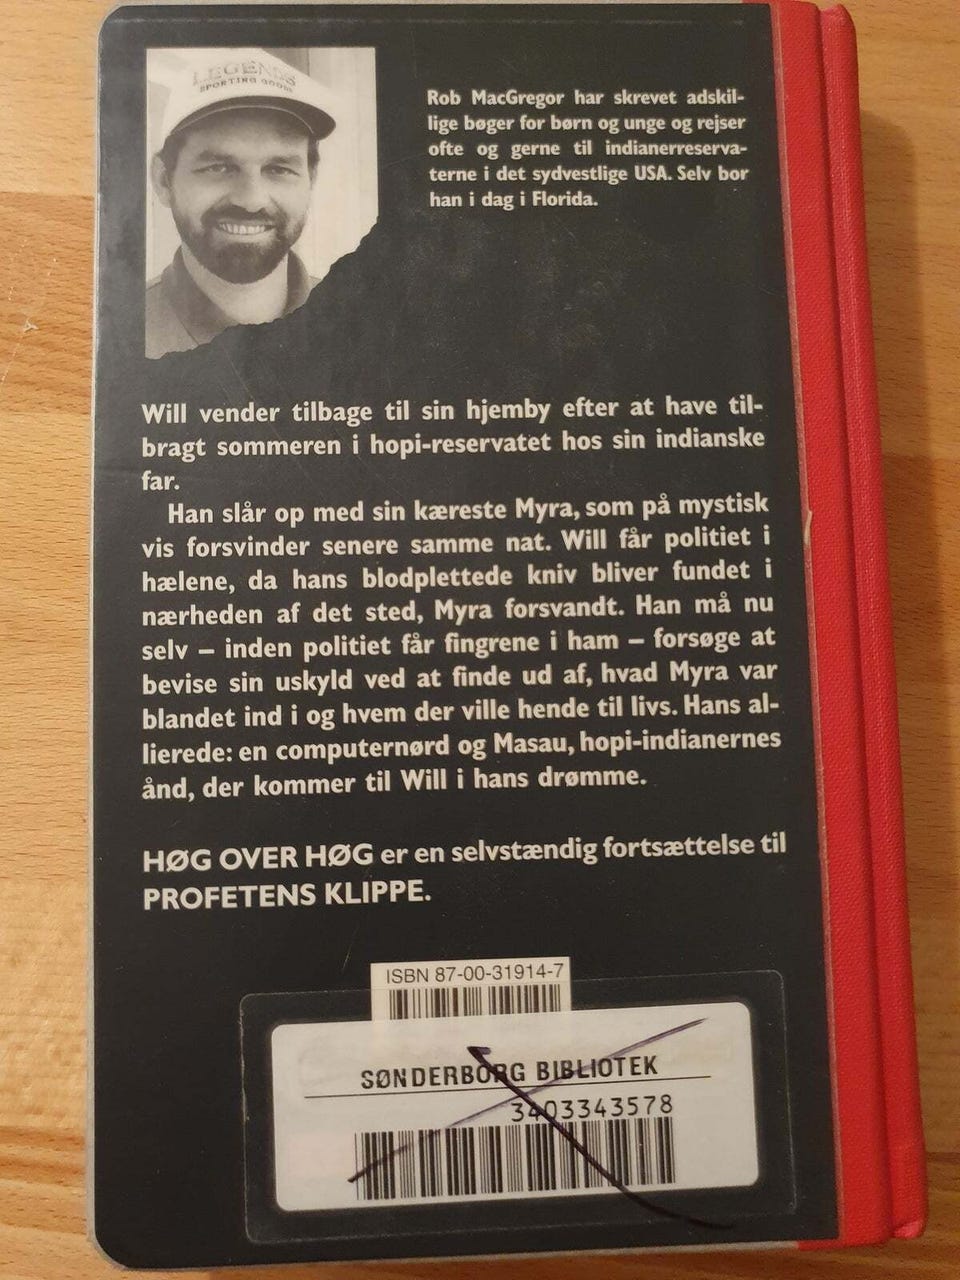 LEGENDS
SPORTING GOODS
Rob MacGregor har skrevet adskil-
lige bøger for børn og unge og rejser
ofte og gerne til indianerreserva-
terne i det sydvestlige USA. Selv bor
han i dag i Florida.
Will vender tilbage til sin hjemby efter at have til-
bragt sommeren i hopi-reservatet hos sin indianske
far.
Han slår op med sin kæreste Myra, som på mystisk
vis forsvinder senere samme nat. Will får politiet i
hælene, da hans blodplettede kniv bliver fundet i
nærheden af det sted, Myra forsvandt. Han må nu
selv – inden politiet får fingrene i ham – forsøge at
bevise sin uskyld ved at finde ud af, hvad Myra var
blandet ind i og hvem der ville hende til livs. Hans al-
lierede: en computernørd og Masau, hopi-indianernes
ånd, der kommer til Will i hans drømme.
HØG OVER HØG er en selvstændig fortsættelse til
PROFETENS KLIPPE.
ISBN 87-00-31914-7
SØNDERBORG BIBLIOTEK
3403343578